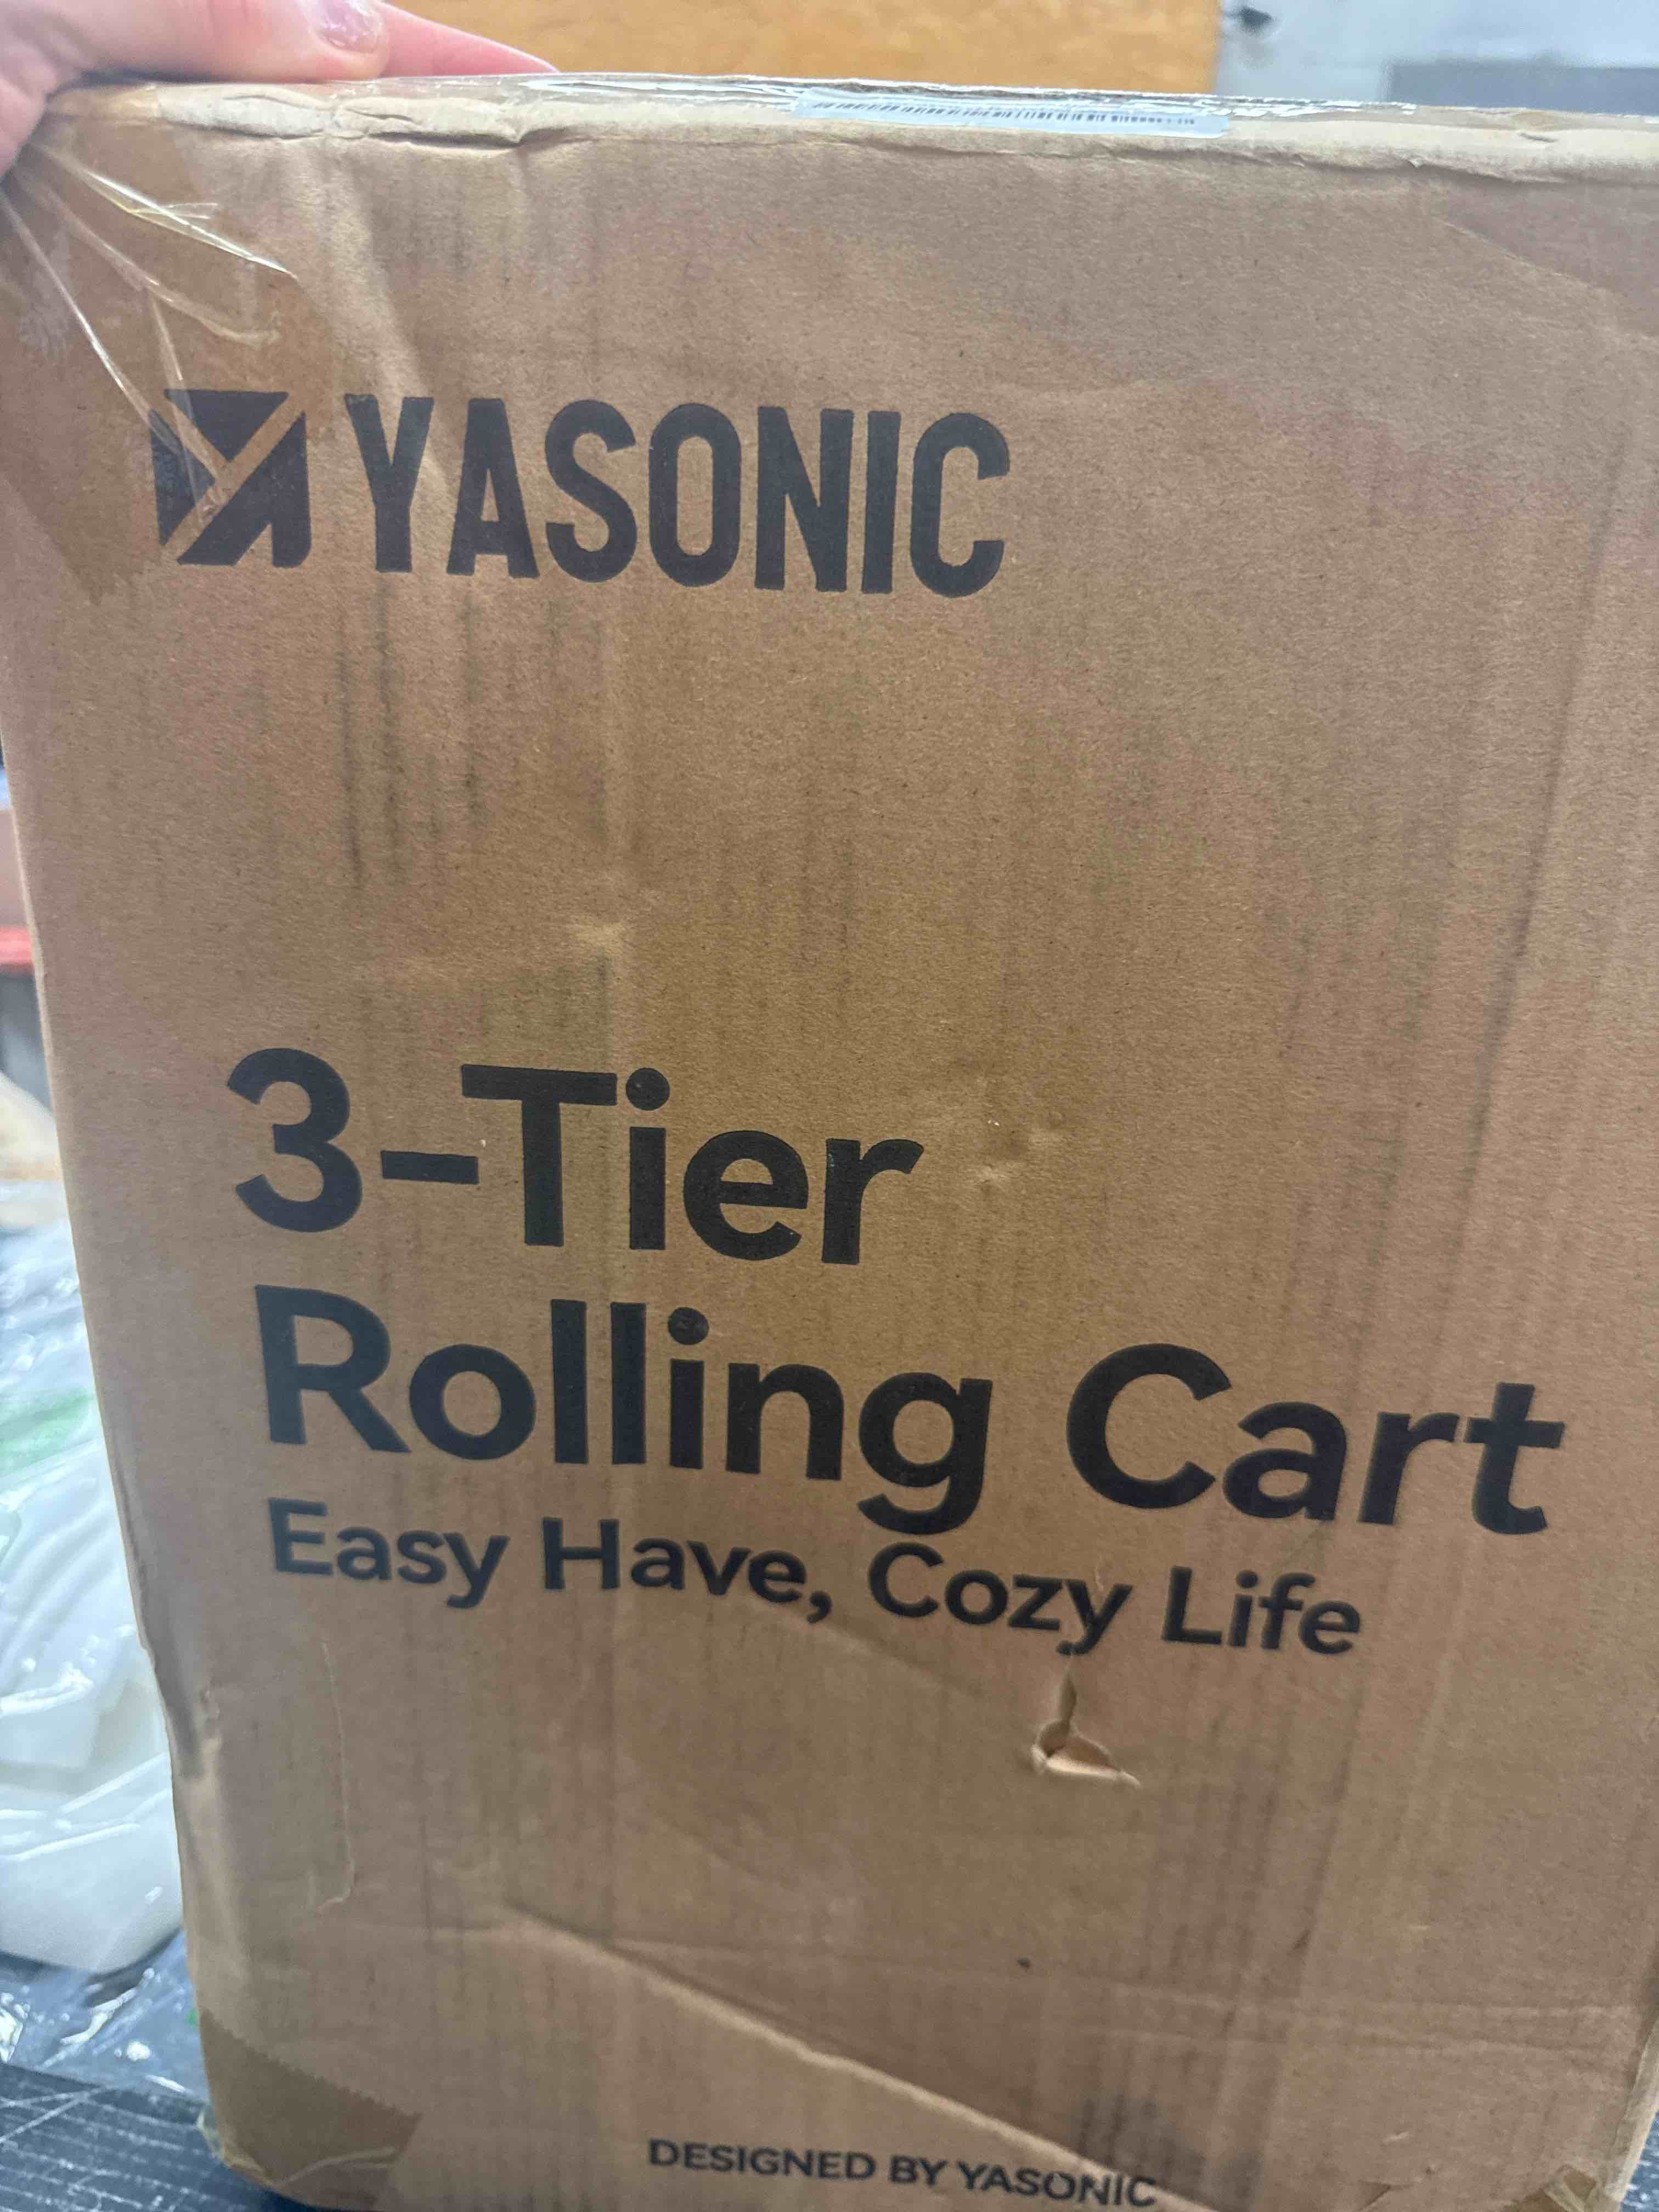 YASONIC
3-Tier
Rolling Cart
Easy Have, Cozy Life
DESIGNED BY YASONIC